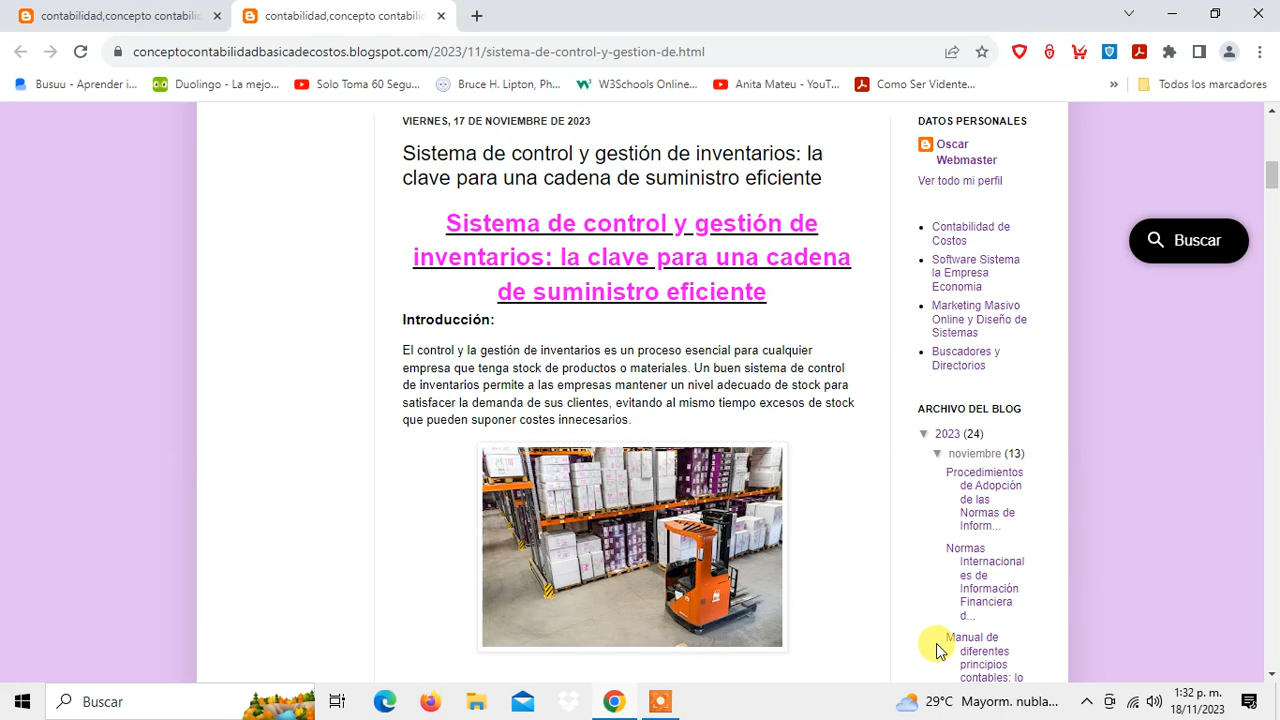 contabilidad,concepto contabilid
contabilidad,concepto contabilid
conceptocontabilidadbasicadecostos.blogspot.com/2023/11/sistema-de-control-y-gestion-de.html
Busuu - Aprender i...
Duolingo - La mejo...
Solo Toma 60 Segu...
Bruce H. Lipton, Ph...
W3Schools Online...
Anita Mateu - YouT...
Como Ser Vidente...
»
Todos los marcadores
VIERNES, 17 DE NOVIEMBRE DE 2023
Sistema de control y gestión de inventarios: la
clave para una cadena de suministro eficiente
Sistema de control y gestión de
inventarios: la clave para una cadena
de suministro eficiente
Introducción:
El control y la gestión de inventarios es un proceso esencial para cualquier
empresa que tenga stock de productos o materiales. Un buen sistema de control
de inventarios permite a las empresas mantener un nivel adecuado de stock para
satisfacer la demanda de sus clientes, evitando al mismo tiempo excesos de stock
que pueden suponer costes innecesarios.
DATOS PERSONALES
Oscar
Webmaster
Ver todo mi perfil
Contabilidad de
Costos
Software Sistema
la Empresa
Economia
Marketing Masivo
Online y Diseño de
Sistemas
Buscadores y
Directorios
ARCHIVO DEL BLOG
▼ 2023 (24)
▼ noviembre (13)
Procedimientos
de Adopción
de las
Normas de
Inform...
Normas
Internacional
es de
Información
Financiera
d...
Manual de
diferentes
principios
contables: lo
Buscar
Buscar
29°C Mayorm. nubla...
1:32 p. m.
18/11/2023